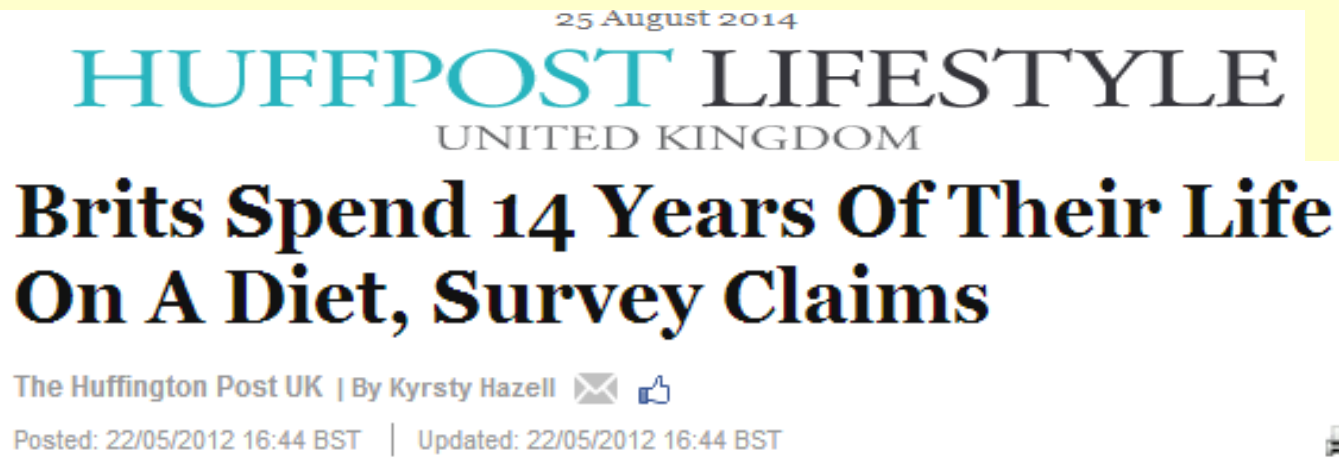 25 August 2014
HUFFPOST LIFESTYLE
UNITED KINGDOM
Brits Spend 14 Years Of Their Life
On A Diet, Survey Claims
The Huffington Post UK | By Kyrsty Hazell
Posted: 22/05/2012 16:44 BST | Updated: 22/05/2012 16:44 BST